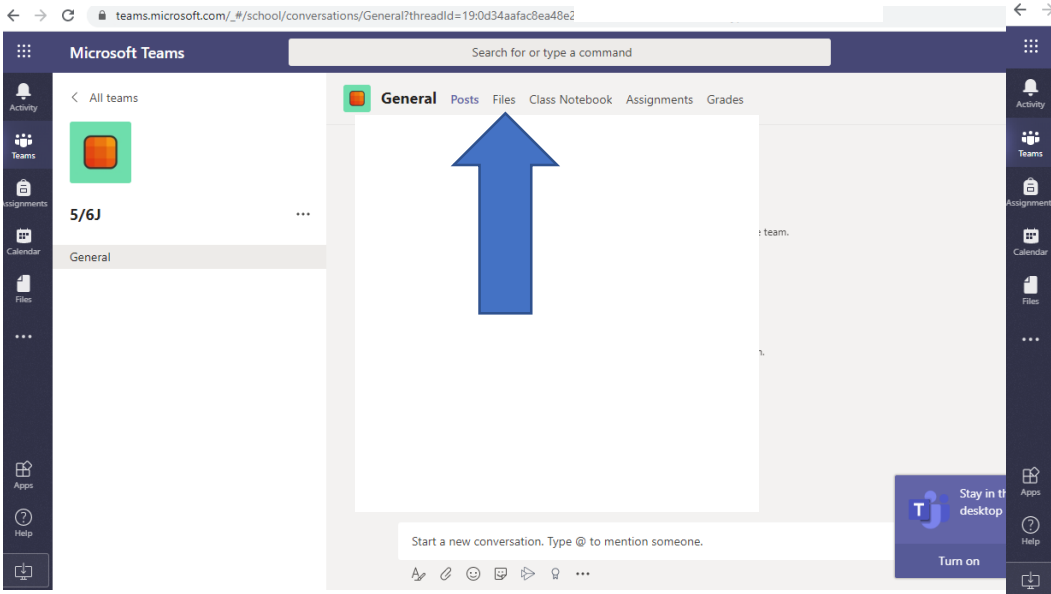 teams.microsoft.com/_#/school/conversations/General?threadId=19:0d34aafac8ea48e2
Microsoft Teams
Search for or type a command
Activity
Teams
Assignments
Calendar
Files
Apps
Help
All teams
5/6J
General
General Posts Files Class Notebook Assignments Grades
team.
Start a new conversation. Type @ to mention someone.
Stay in th
desktop
Turn on
Activity
Teams
Assignment
Calendar
Files
Apps
Help